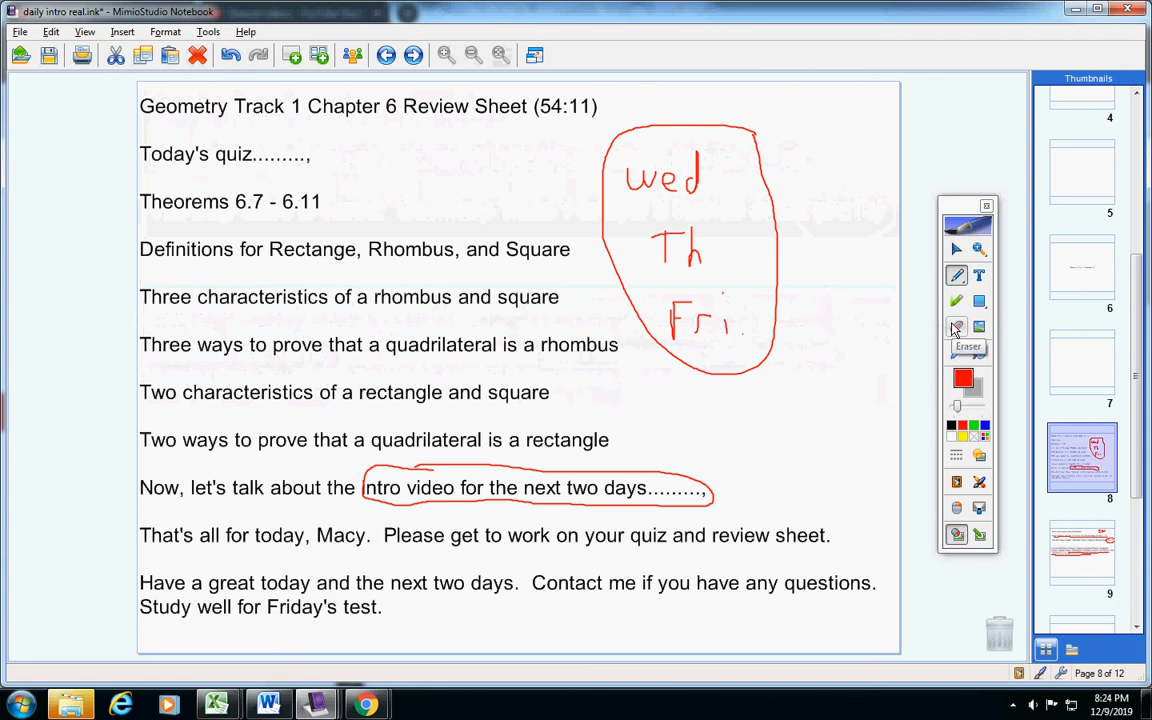 daily intro real.ink* - MimioStudio Notebook
File Edit View Insert Format Tools Help
Geometry Track 1 Chapter 6 Review Sheet (54:11)
Today's quiz.........,
Theorems 6.7 - 6.11
Definitions for Rectange, Rhombus, and Square
Three characteristics of a rhombus and square
Three ways to prove that a quadrilateral is a rhombus
Two characteristics of a rectangle and square
Two ways to prove that a quadrilateral is a rectangle
Now, let's talk about the intro video for the next two days.........,
That's all for today, Macy. Please get to work on your quiz and review sheet.
Have a great today and the next two days. Contact me if you have any questions.
Study well for Friday's test.
Wed
Th
Fri.
Eraser
Thumbnails
4
5
6
7
8
9
Page 8 of 12
8:24 PM
12/9/2019